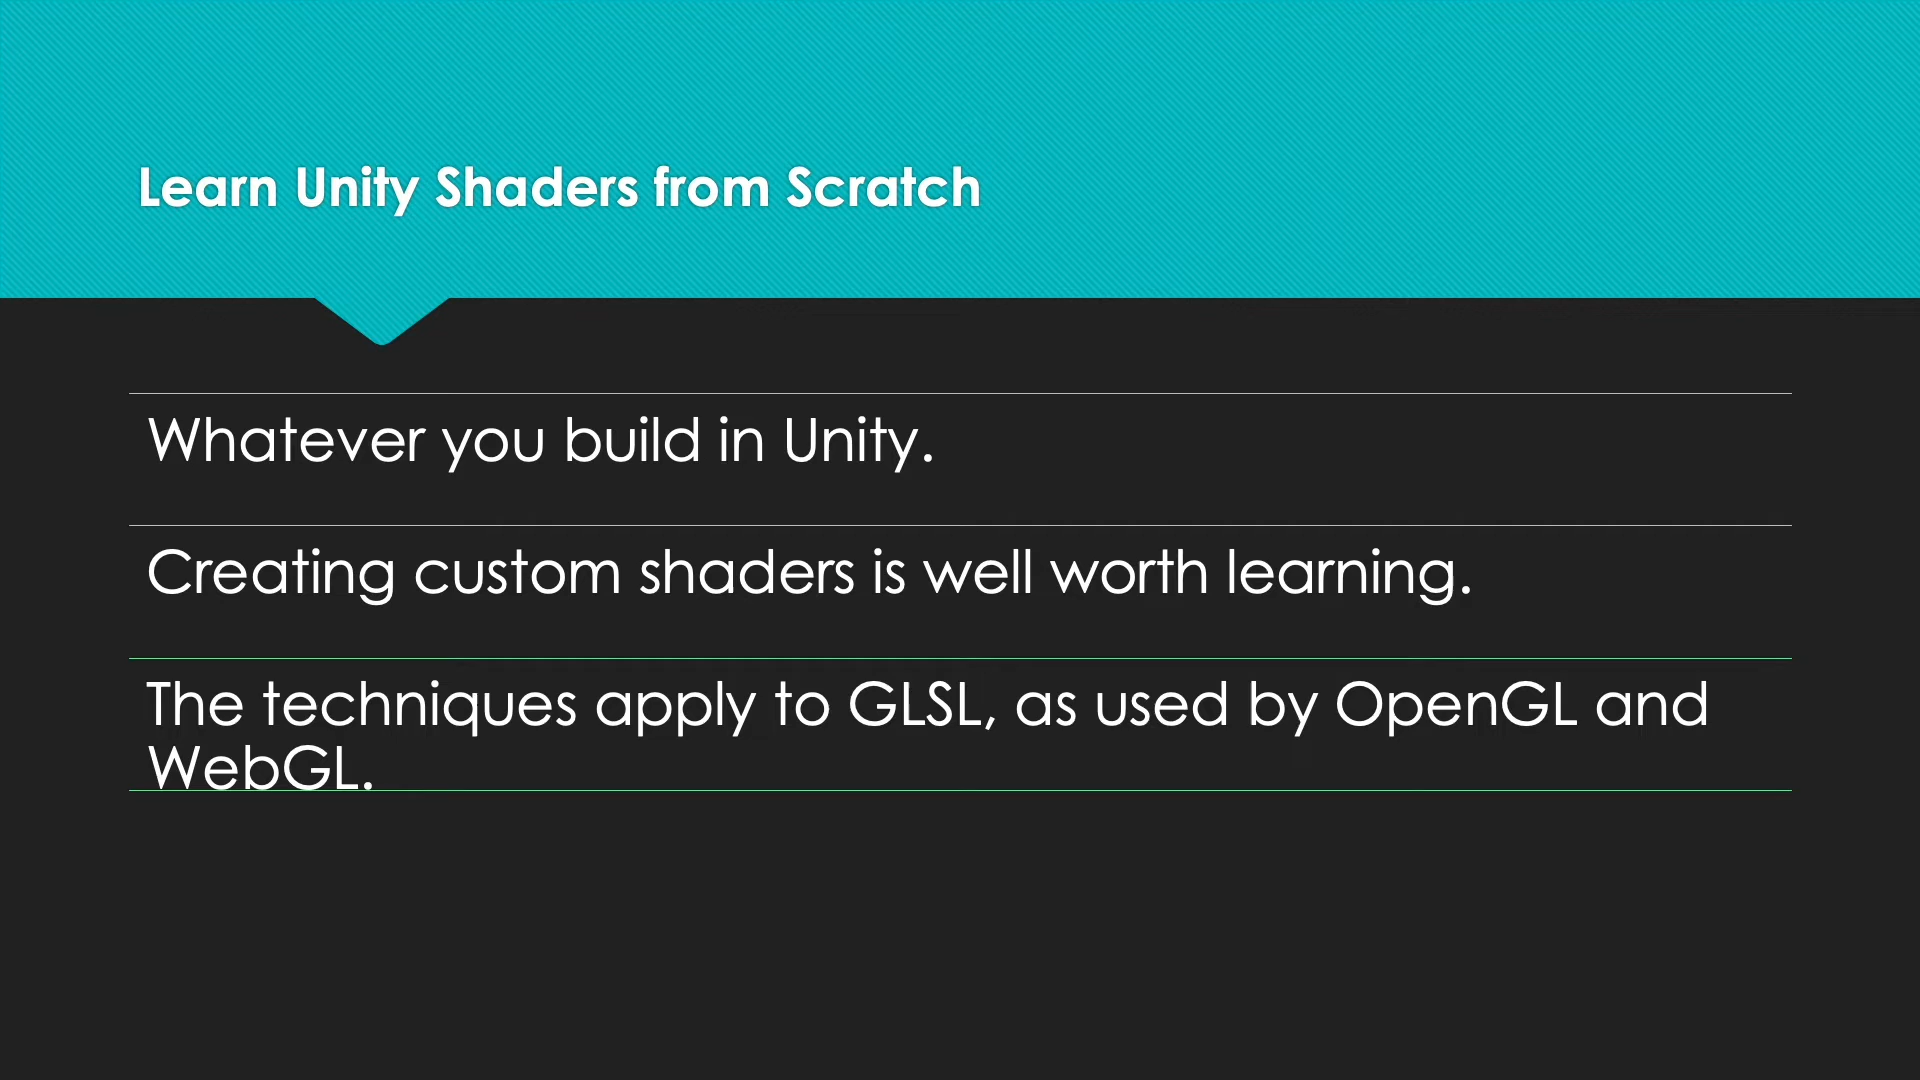 Learn Unity Shaders from Scratch
Whatever you build in Unity.
Creating custom shaders is well worth learning.
The techniques apply to GLSL, as used by OpenGL and
WebGL.